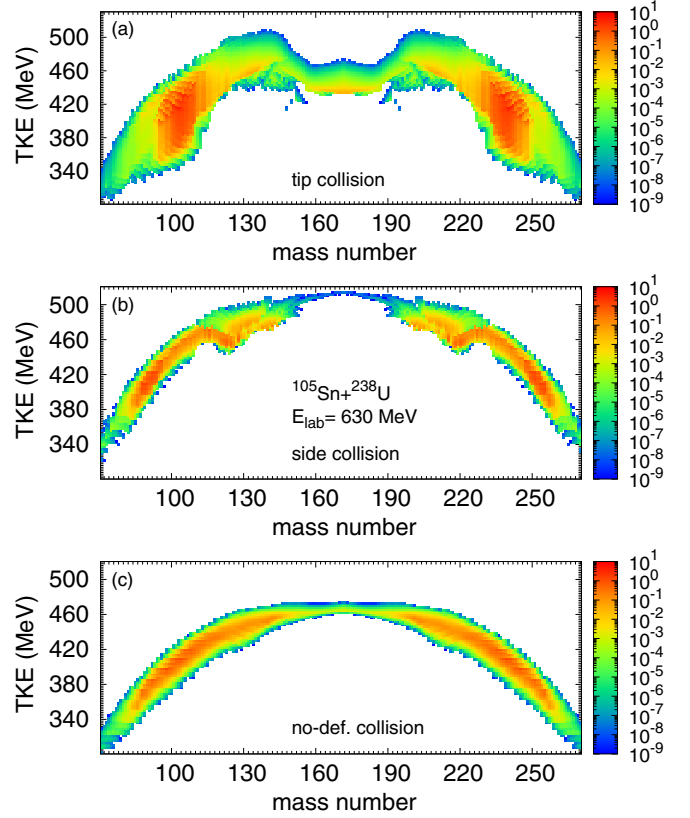 (a)
TKE (MeV)
500
460
420
380
340
tip collision
100 130 160 190 220 250
mass number
10^1
10^0
10^-1
10^-2
10^-3
10^-4
10^-5
10^-6
10^-7
10^-8
10^-9
(b)
TKE (MeV)
500
460
420
380
340
^105Sn+^238U
E_lab= 630 MeV
side collision
100 130 160 190 220 250
mass number
10^1
10^0
10^-1
10^-2
10^-3
10^-4
10^-5
10^-6
10^-7
10^-8
10^-9
(c)
TKE (MeV)
500
460
420
380
340
no-def. collision
100 130 160 190 220 250
mass number
10^1
10^0
10^-1
10^-2
10^-3
10^-4
10^-5
10^-6
10^-7
10^-8
10^-9